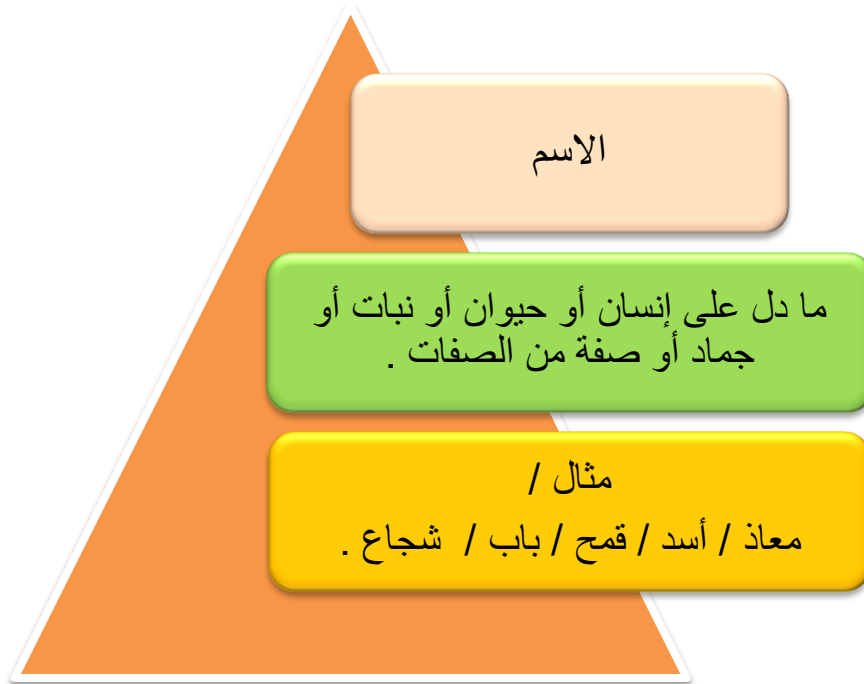 الاسم
ما دل على إنسان أو حيوان أو نبات أو
جماد أو صفة من الصفات .
مثال /
معاذ / أسد / قمح / باب / شجاع .